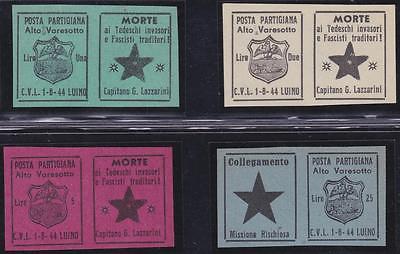 POSTA PARTIGIANA
Alto Varesotto
Lire Una
C.V.L. 1-8-44 LUINO
MORTE
ai Tedeschi invasori
e Fascisti traditori!
Capitano G. Lazzarini
POSTA PARTIGIANA
Alto Varesotto
Lire Due
C.V.L. 1-8-44 LUINO
MORTE
ai Tedeschi invasori
e Fascisti traditori!
Capitano G. Lazzarini
POSTA PARTIGIANA
Alto Varesotto
Lire 5
C.V.L. 1-8-44 LUINO
MORTE
ai Tedeschi invasori
e Fascisti traditori!
Capitano G. Lazzarini
Collegamento
Missione Rischiosa
POSTA PARTIGIANA
Alto Varesotto
Lire 25
C.V.L. 1-8-44 LUINO